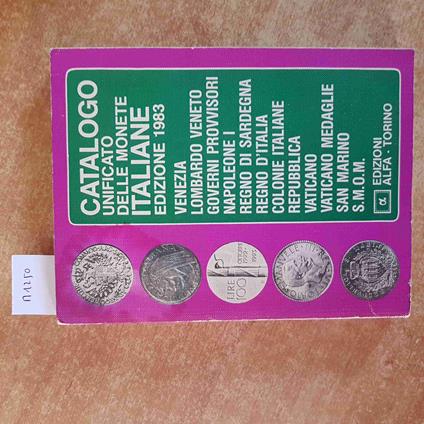 CATALOGO
UNIFICATO
DELLE MONETE
ITALIANE
EDIZIONE 1983
VENEZIA
LOMBARDO VENETO
GOVERNI PROVVISORI
NAPOLEONE I
REGNO DI SARDEGNA
REGNO D'ITALIA
COLONIE ITALIANE
REPUBBLICA
VATICANO
VATICANO MEDAGLIE
SAN MARINO
S.M.O.M.
α
EDIZIONI
ALFA - TORINO
LIRE
100